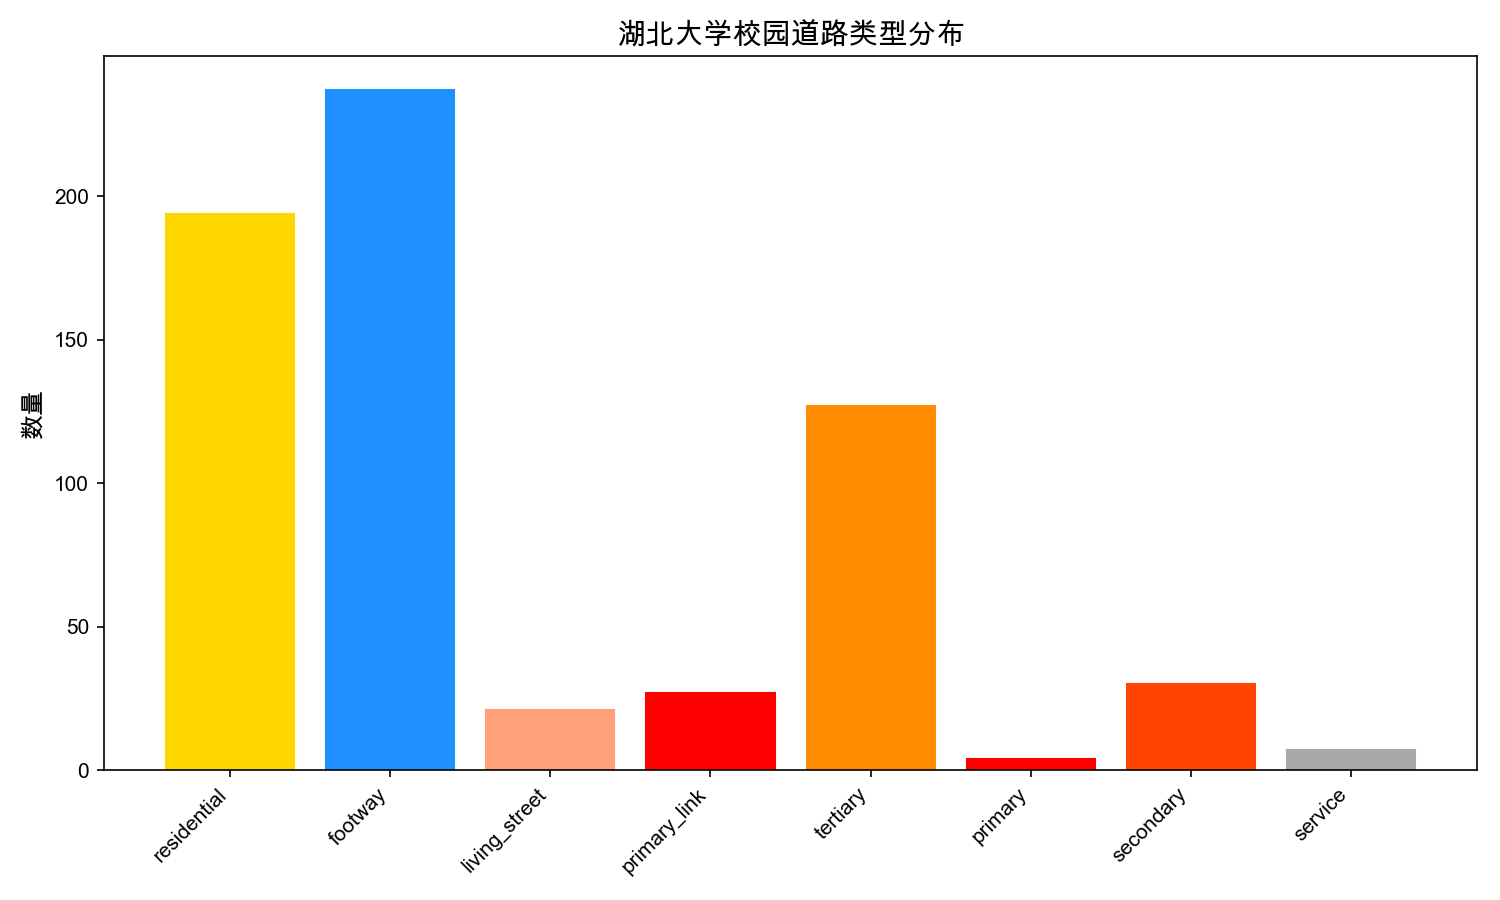 湖北大学校园道路类型分布
数量
200
150
100
50
0
residential
footway
living_street
primary_link
tertiary
primary
secondary
service